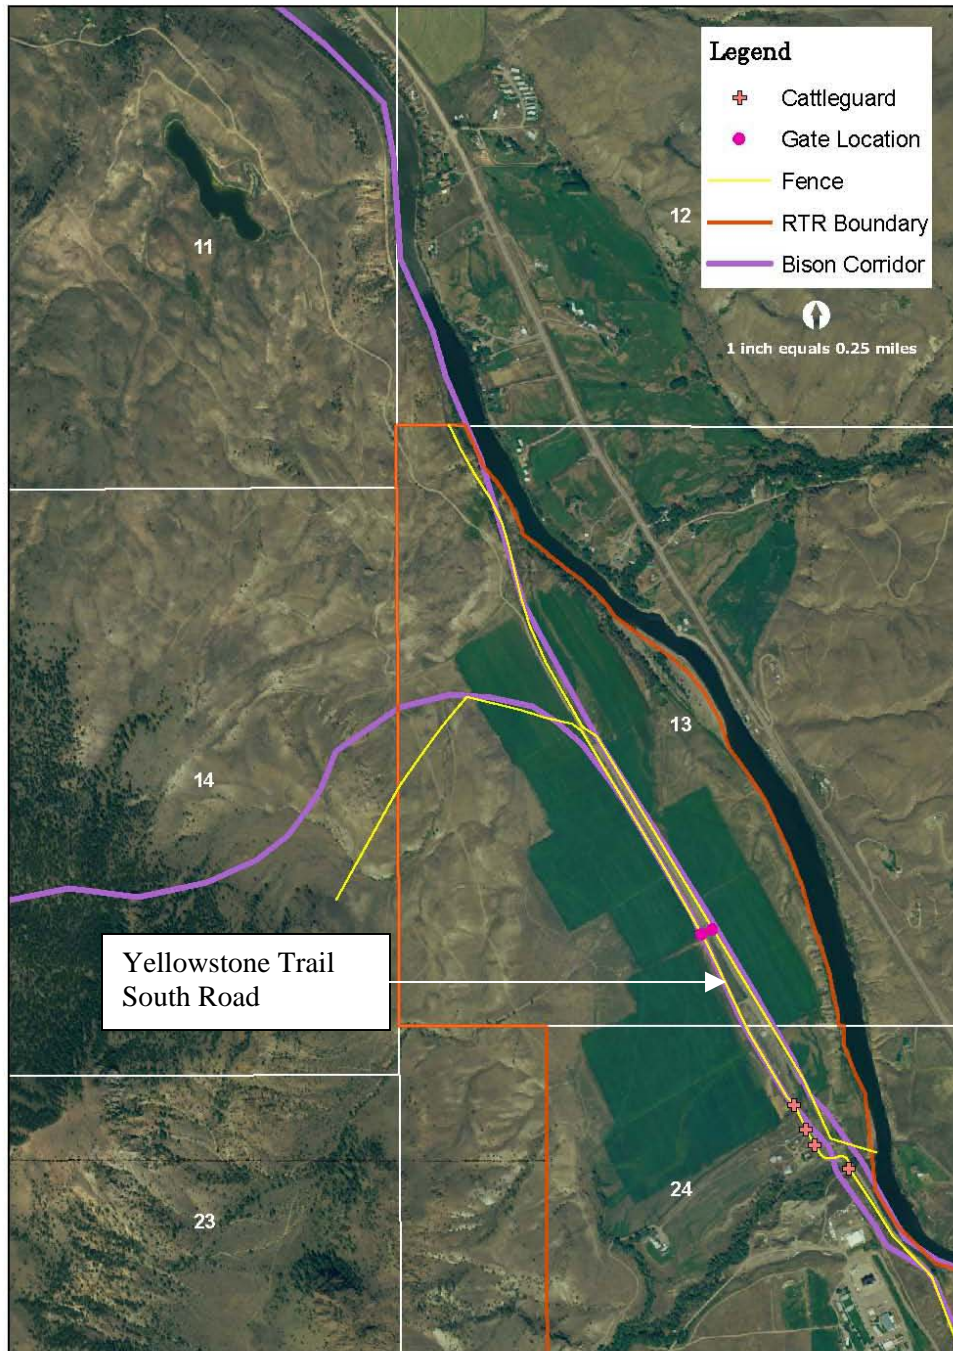 Legend
Cattleguard
Gate Location
Fence
RTR Boundary
Bison Corridor
1 inch equals 0.25 miles
12
11
13
14
Yellowstone Trail
South Road
24
23